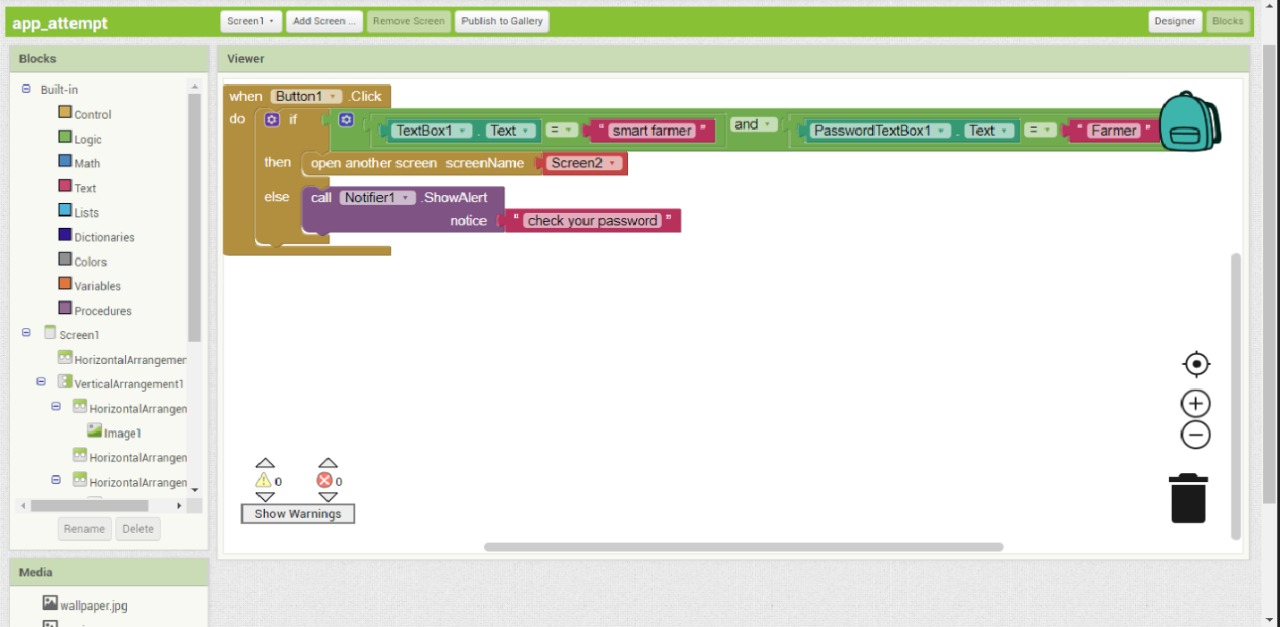 app_attempt
Screen1 Add Screen ... Remove Screen Publish to Gallery
Designer Blocks
Blocks
Built-in
Control
Logic
Math
Text
Lists
Dictionaries
Colors
Variables
Procedures
Screen1
HorizontalArrangemer
VerticalArrangement1
HorizontalArrangen
Image1
HorizontalArrangen
HorizontalArrangen
Rename Delete
Media
wallpaper.jpg
Viewer
when Button1 .Click
do if TextBox1 . Text = " smart farmer " and PasswordTextBox1 . Text = " Farmer "
then open another screen screenName Screen2
else call Notifier1 .ShowAlert
notice " check your password "
0 0
Show Warnings